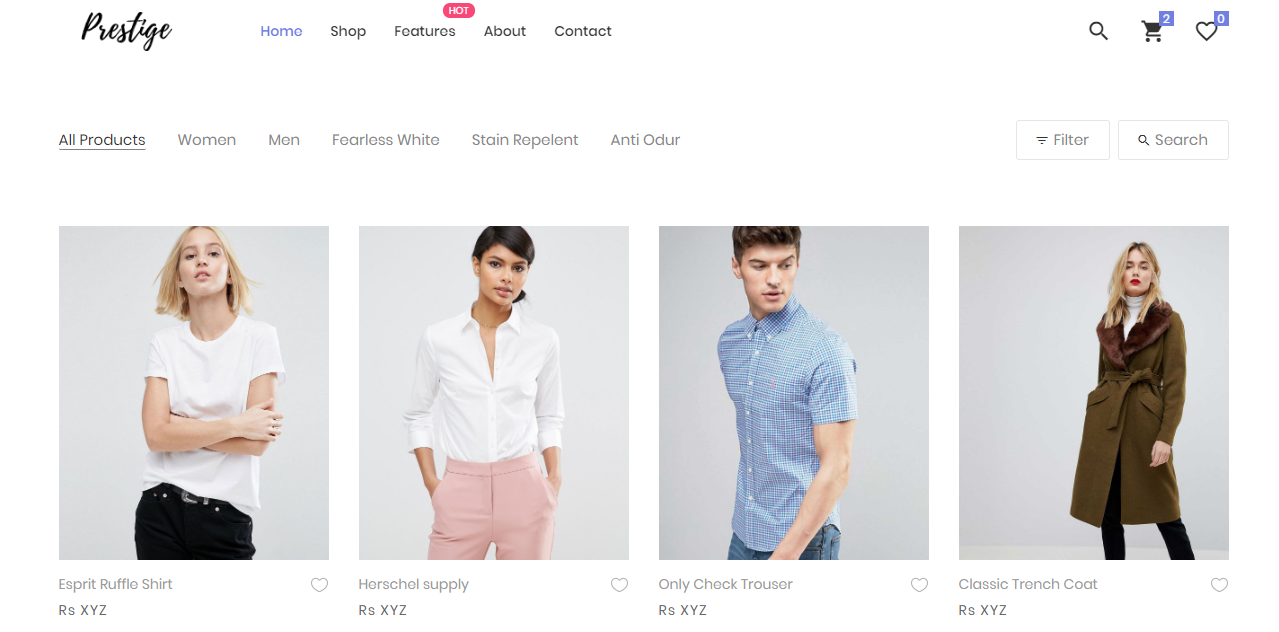 Prestige
Home Shop Features HOT About Contact
2 0
All Products Women Men Fearless White Stain Repelent Anti Odur
Filter Search
Esprit Ruffle Shirt Herschel supply Only Check Trouser Classic Trench Coat
Rs XYZ Rs XYZ Rs XYZ Rs XYZ